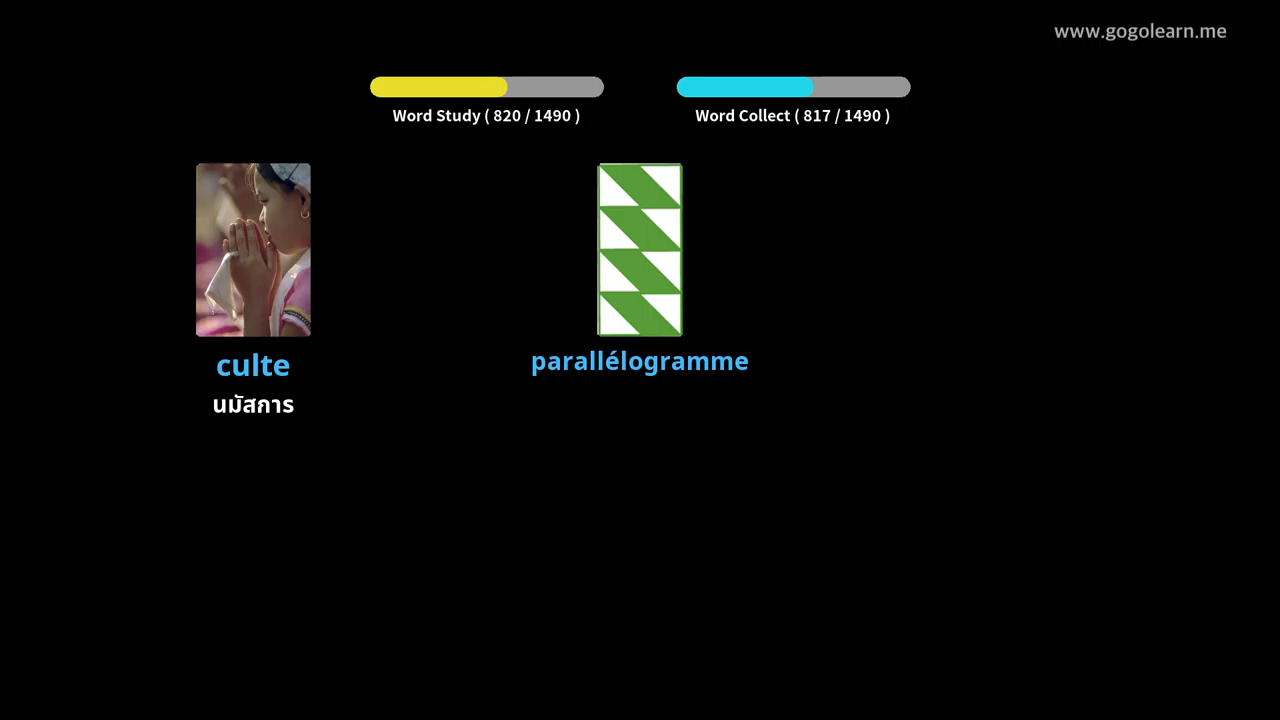 www.gogolearn.me
Word Study ( 820 / 1490 )
Word Collect ( 817 / 1490 )
culte
นมัสการ
parallélogramme